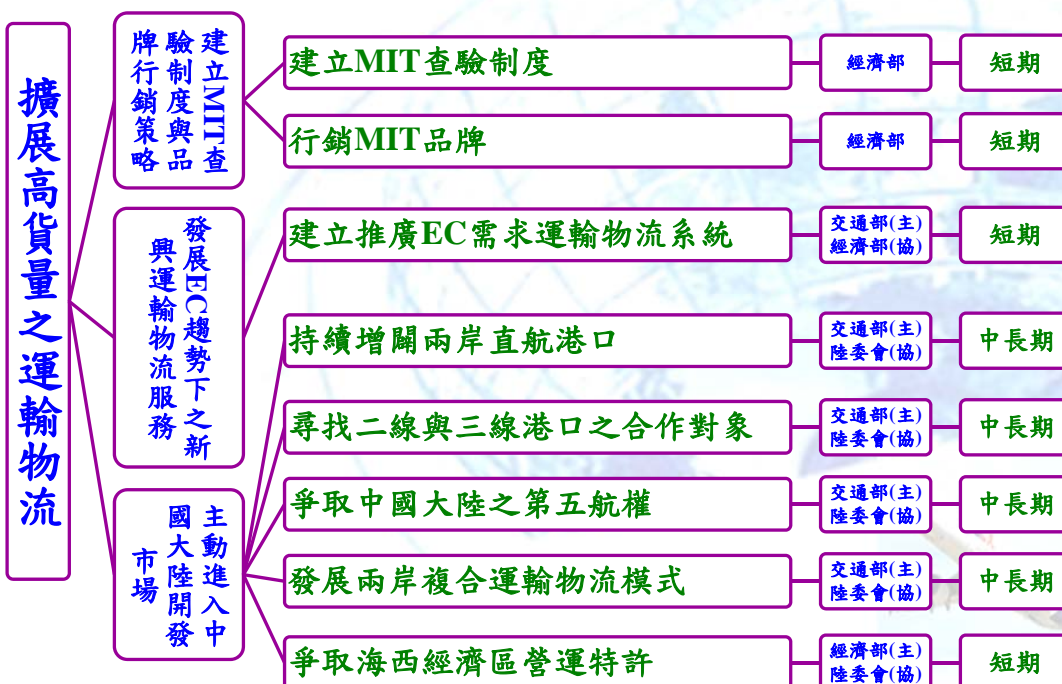 擴展高貨量之運輸物流
建立MIT查
驗制度與品
牌行銷策略
建立MIT查驗制度
經濟部
短期
行銷MIT品牌
經濟部
短期
發展EC趨勢下之新
興運輸物流服務
建立推廣EC需求運輸物流系統
交通部(主)
經濟部(協)
短期
主動進入中
國大陸開發
市場
持續增闢兩岸直航港口
交通部(主)
陸委會(協)
中長期
尋找二線與三線港口之合作對象
交通部(主)
陸委會(協)
中長期
爭取中國大陸之第五航權
交通部(主)
陸委會(協)
中長期
發展兩岸複合運輸物流模式
交通部(主)
陸委會(協)
中長期
爭取海西經濟區營運特許
經濟部(主)
陸委會(協)
短期